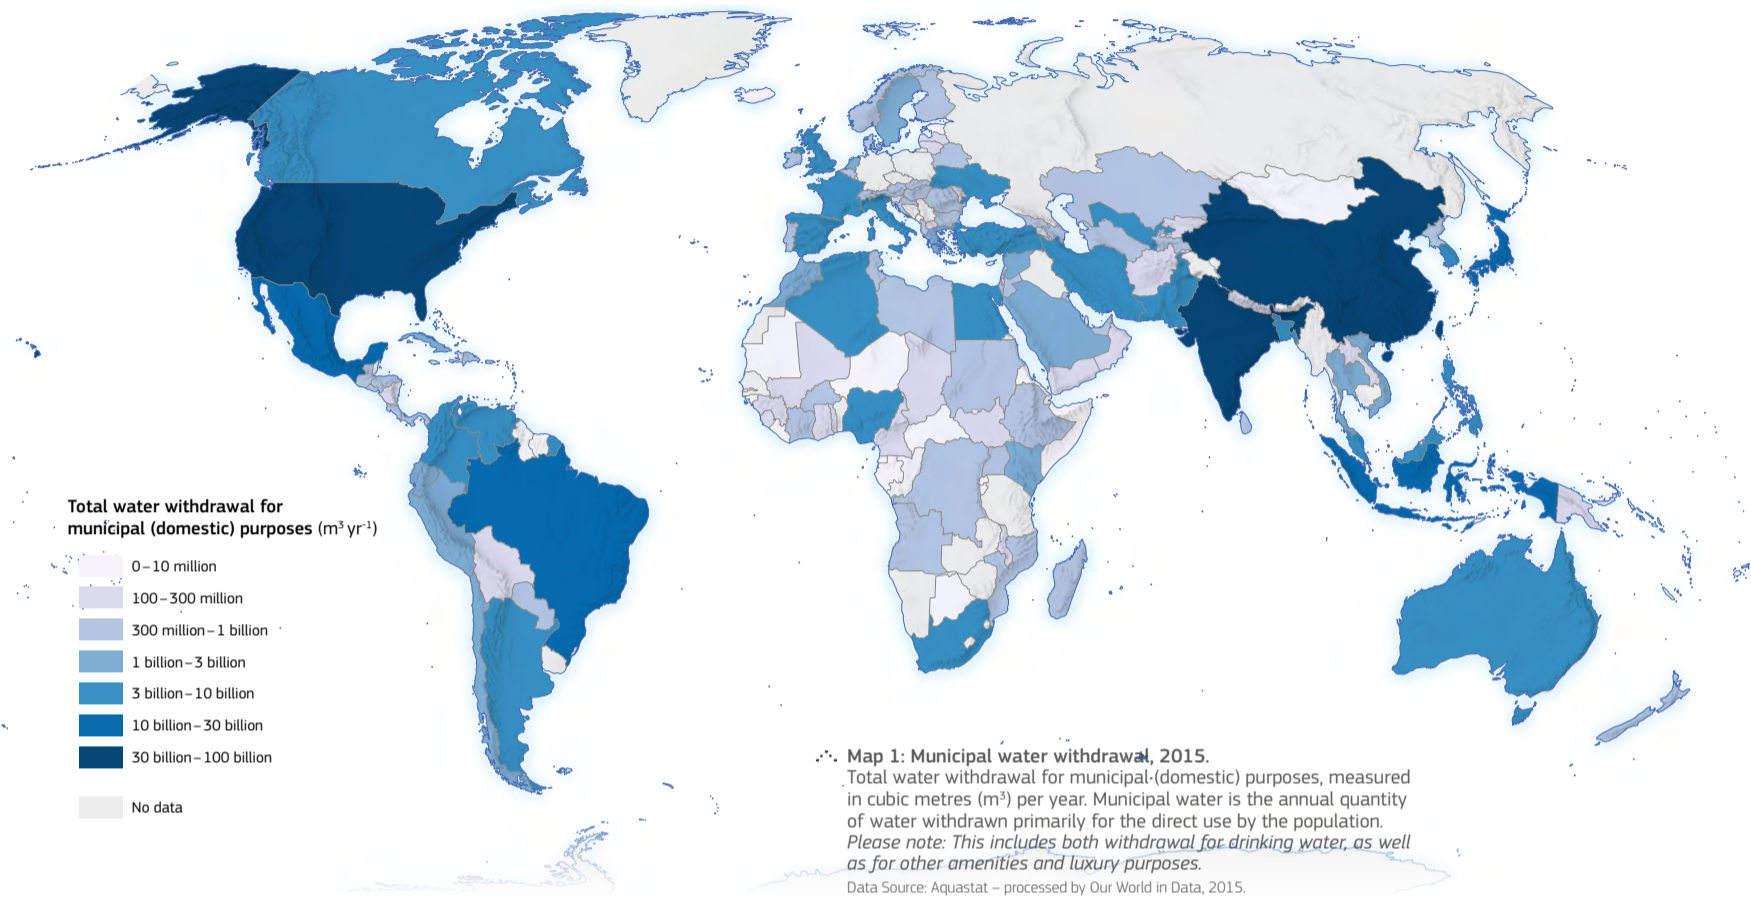 Total water withdrawal for
municipal (domestic) purposes (m³ yr⁻¹)
0–10 million
100–300 million
300 million–1 billion
1 billion–3 billion
3 billion–10 billion
10 billion–30 billion
30 billion–100 billion
No data
Map 1: Municipal water withdrawal, 2015.
Total water withdrawal for municipal (domestic) purposes, measured
in cubic metres (m³) per year. Municipal water is the annual quantity
of water withdrawn primarily for the direct use by the population.
Please note: This includes both withdrawal for drinking water, as well
as for other amenities and luxury purposes.
Data Source: Aquastat – processed by Our World in Data, 2015.